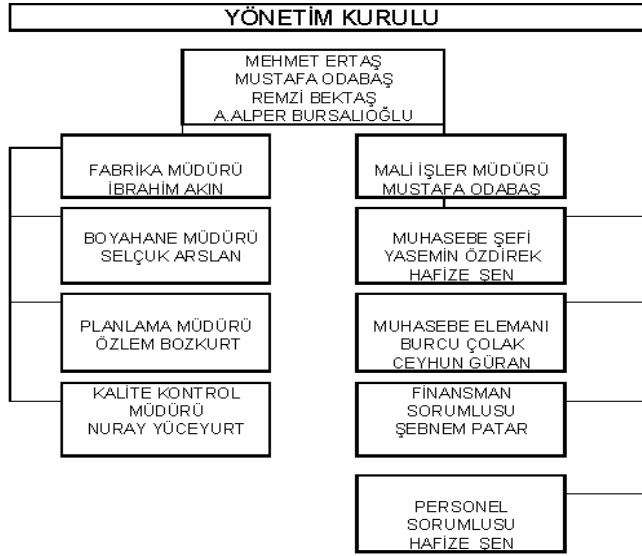 YÖNETİM KURULU
MEHMET ERTAŞ
MUSTAFA ODABAŞ
REMZİ BEKTAŞ
A.ALPER BURSALIOĞLU
FABRİKA MÜDÜRÜ
İBRAHİM AKIN
MALİ İŞLER MÜDÜRÜ
MUSTAFA ODABAŞ
BOYAHANE MÜDÜRÜ
SELÇUK ARSLAN
MUHASEBE ŞEFİ
YASEMİN ÖZDİREK
HAFİZE ŞEN
PLANLAMA MÜDÜRÜ
ÖZLEM BOZKURT
MUHASEBE ELEMANI
BURCU ÇOLAK
CEYHUN GÜRAN
KALİTE KONTROL
MÜDÜRÜ
NURAY YÜCEYURT
FİNANSMAN
SORUMLUSU
ŞEBNEM PATAR
PERSONEL
SORUMLUSU
HAFİZE ŞEN